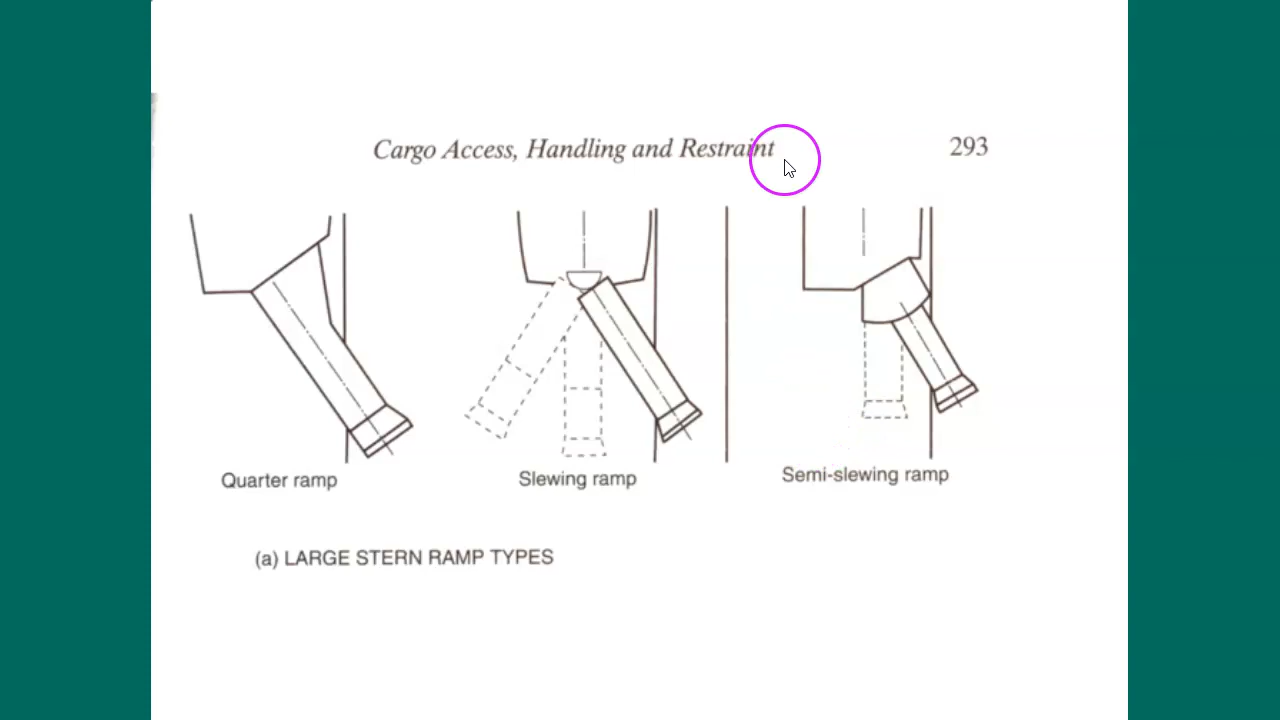 Cargo Access, Handling and Restraint 293
Quarter ramp
Slewing ramp
Semi-slewing ramp
(a) LARGE STERN RAMP TYPES